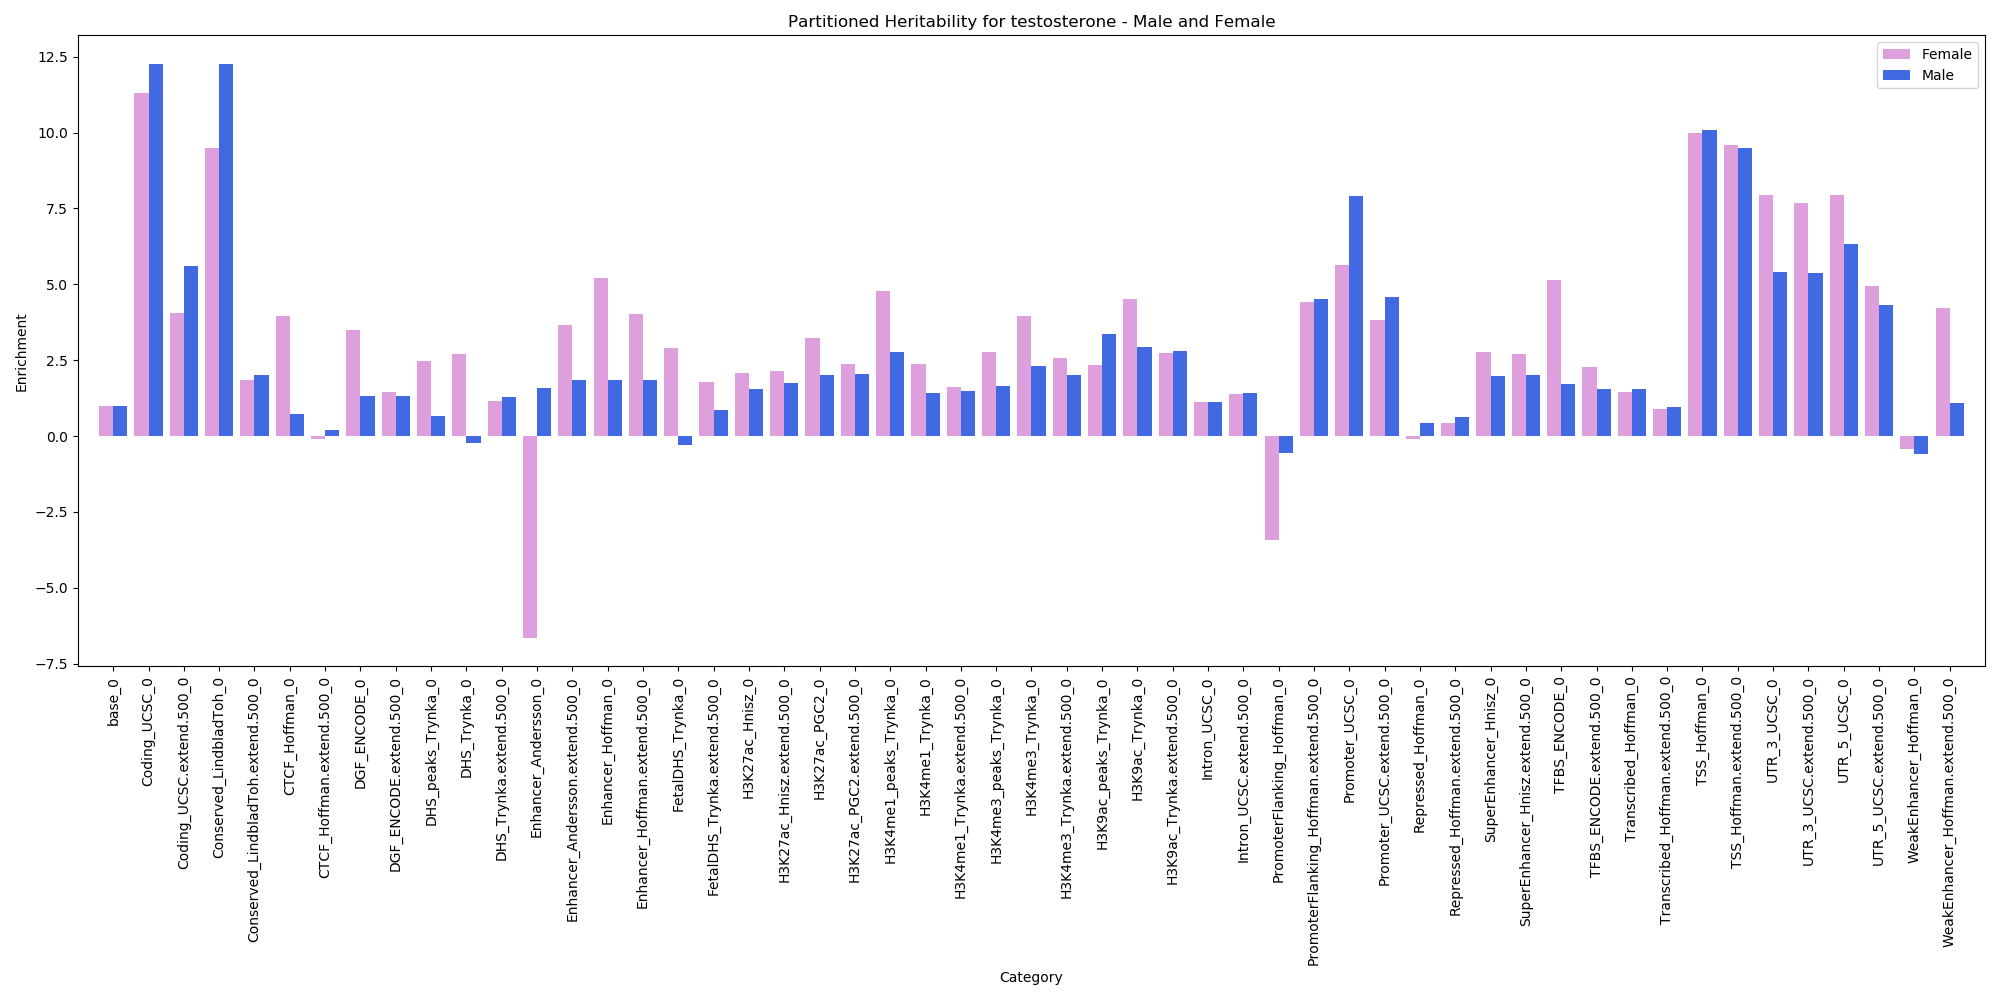 Partitioned Heritability for testosterone - Male and Female
Female
Male
Enrichment
12.5
10.0
7.5
5.0
2.5
0.0
−2.5
−5.0
−7.5
base_0
Coding_UCSC_0
Coding_UCSC.extend.500_0
Conserved_LindbladToh_0
Conserved_LindbladToh.extend.500_0
CTCF_Hoffman_0
CTCF_Hoffman.extend.500_0
DGF_ENCODE_0
DGF_ENCODE.extend.500_0
DHS_peaks_Trynka_0
DHS_Trynka_0
DHS_Trynka.extend.500_0
Enhancer_Andersson_0
Enhancer_Andersson.extend.500_0
Enhancer_Hoffman_0
Enhancer_Hoffman.extend.500_0
FetalDHS_Trynka_0
FetalDHS_Trynka.extend.500_0
H3K27ac_Hnisz_0
H3K27ac_Hnisz.extend.500_0
H3K27ac_PGC2_0
H3K27ac_PGC2.extend.500_0
H3K4me1_peaks_Trynka_0
H3K4me1_Trynka_0
H3K4me1_Trynka.extend.500_0
H3K4me3_peaks_Trynka_0
H3K4me3_Trynka_0
H3K4me3_Trynka.extend.500_0
H3K9ac_peaks_Trynka_0
H3K9ac_Trynka_0
H3K9ac_Trynka.extend.500_0
Intron_UCSC_0
Intron_UCSC.extend.500_0
PromoterFlanking_Hoffman_0
PromoterFlanking_Hoffman.extend.500_0
Promoter_UCSC_0
Promoter_UCSC.extend.500_0
Repressed_Hoffman_0
Repressed_Hoffman.extend.500_0
SuperEnhancer_Hnisz_0
SuperEnhancer_Hnisz.extend.500_0
TFBS_ENCODE_0
TFBS_ENCODE.extend.500_0
Transcribed_Hoffman_0
Transcribed_Hoffman.extend.500_0
TSS_Hoffman_0
TSS_Hoffman.extend.500_0
UTR_3_UCSC_0
UTR_3_UCSC.extend.500_0
UTR_5_UCSC_0
UTR_5_UCSC.extend.500_0
WeakEnhancer_Hoffman_0
WeakEnhancer_Hoffman.extend.500_0
Category